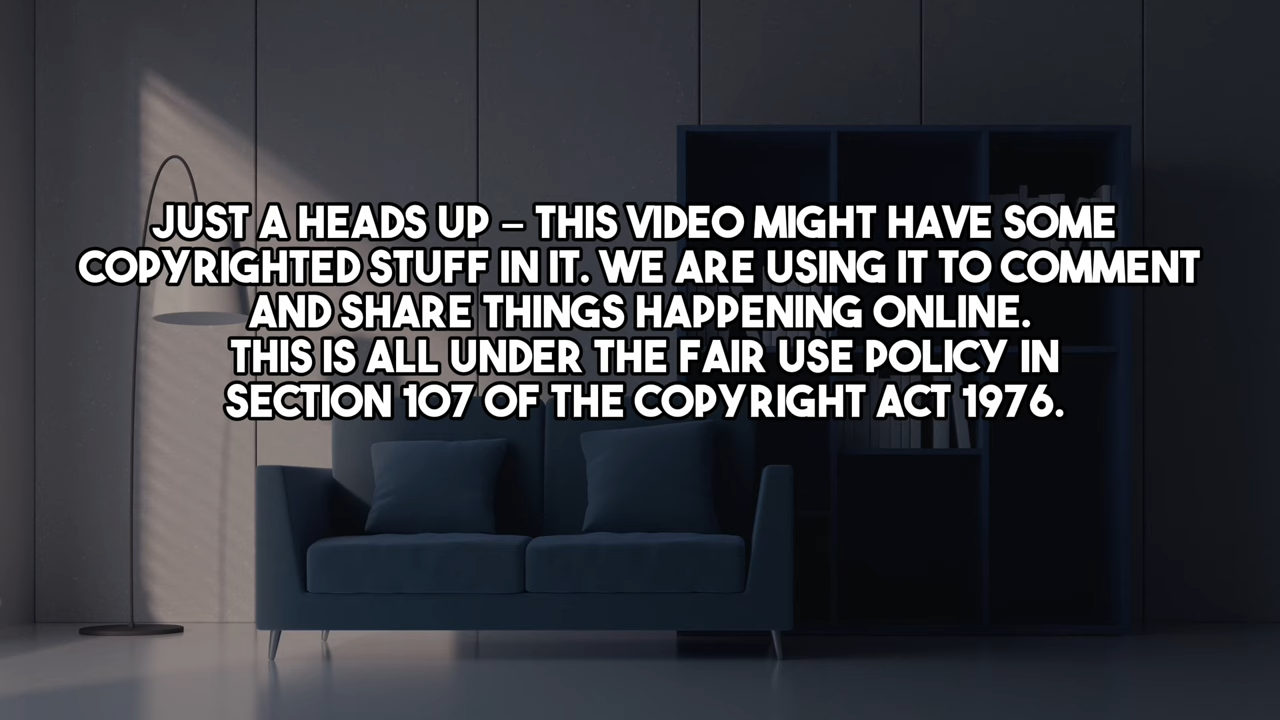 JUST A HEADS UP – THIS VIDEO MIGHT HAVE SOME
COPYRIGHTED STUFF IN IT. WE ARE USING IT TO COMMENT
AND SHARE THINGS HAPPENING ONLINE.
THIS IS ALL UNDER THE FAIR USE POLICY IN
SECTION 107 OF THE COPYRIGHT ACT 1976.